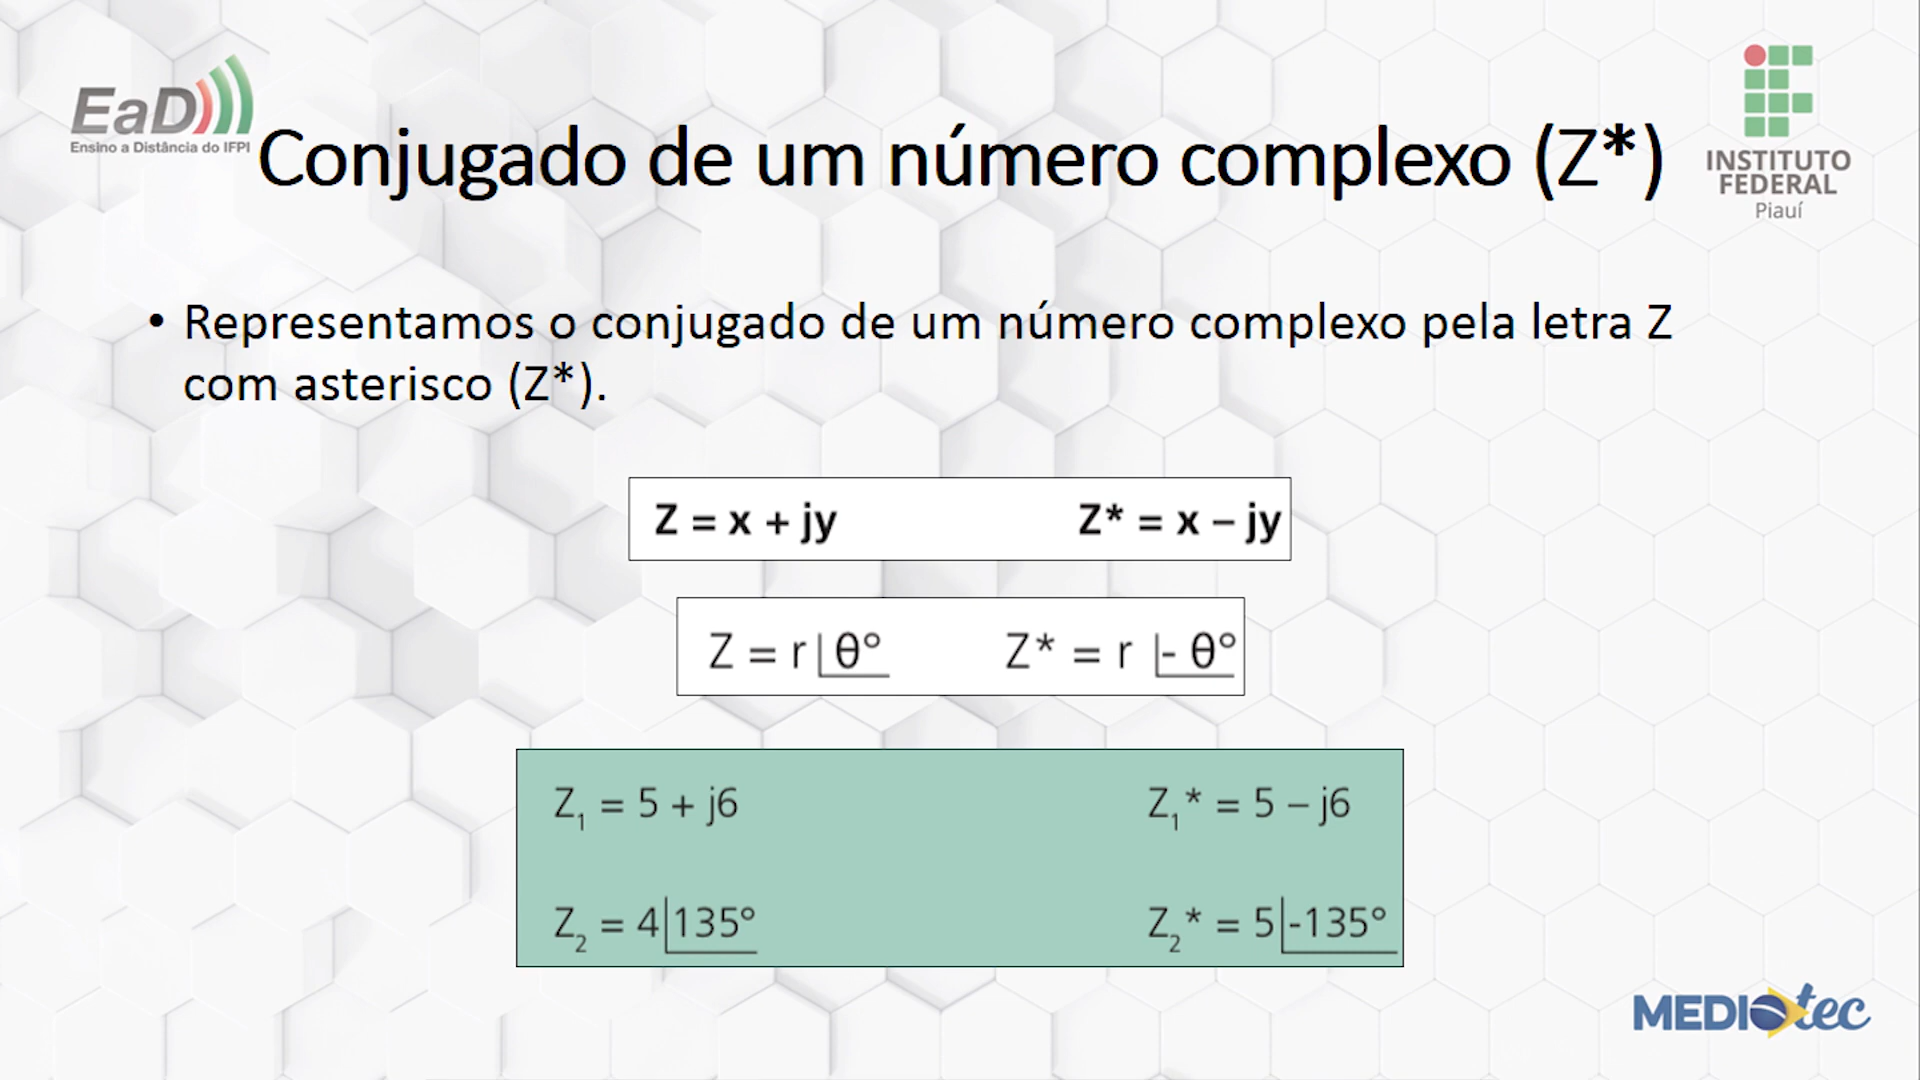 EaD
Ensino a Distância do IFPI
Conjugado de um número complexo (Z*)
INSTITUTO
FEDERAL
Piauí
• Representamos o conjugado de um número complexo pela letra Z
com asterisco (Z*).
Z = x + jy Z* = x – jy
Z = r|θ° Z* = r |- θ°
Z₁ = 5 + j6 Z₁* = 5 – j6
Z₂ = 4|135° Z₂* = 5|-135°
MEDIOtec